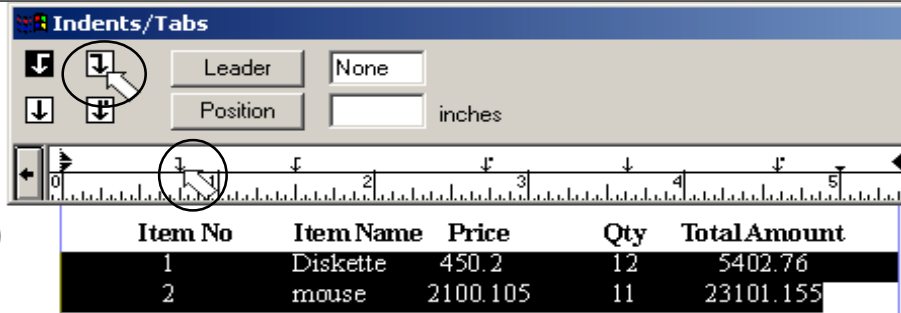 Indents/Tabs
Leader None
Position inches
0 1 2 3 4 5
Item No Item Name Price Qty Total Amount
1 Diskette 450.2 12 5402.76
2 mouse 2100.105 11 23101.155